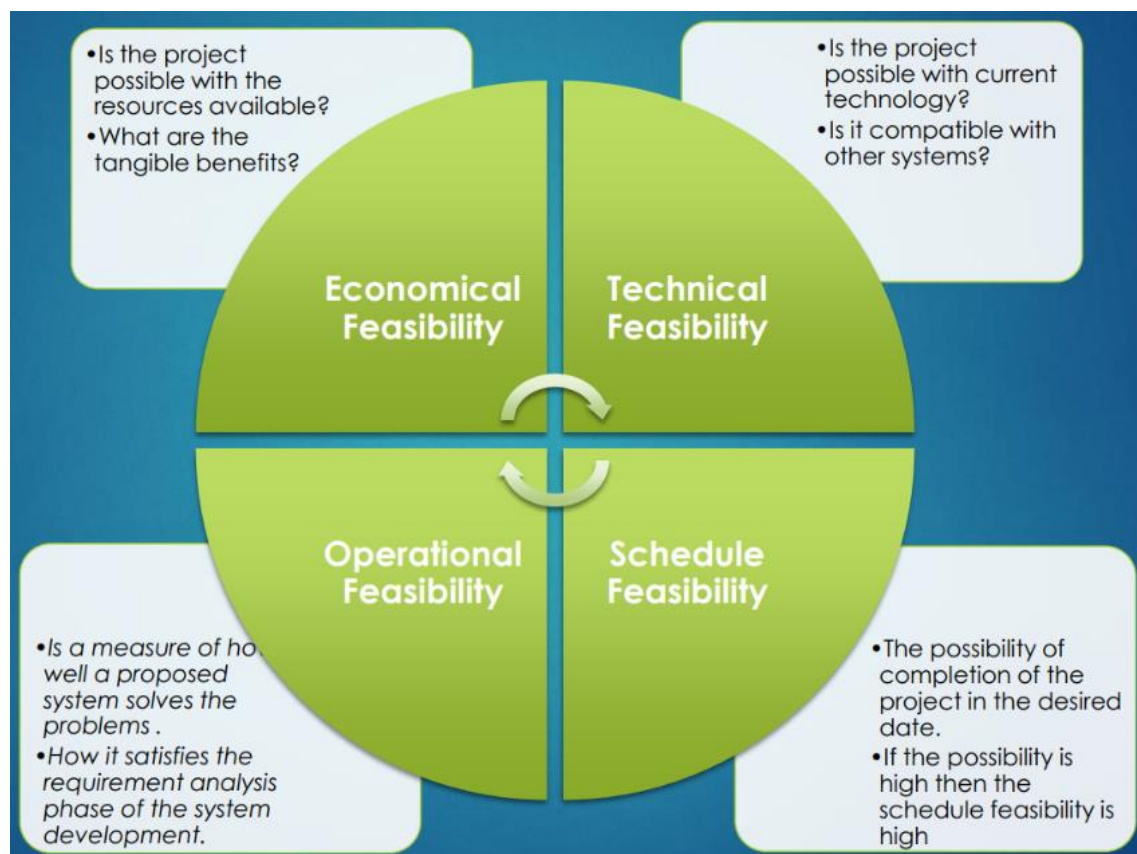 •Is the project
possible with the
resources available?
•What are the
tangible benefits?
•Is the project
possible with current
technology?
•Is it compatible with
other systems?
Economical
Feasibility
Technical
Feasibility
Operational
Feasibility
Schedule
Feasibility
•Is a measure of ho
well a proposed
system solves the
problems .
•How it satisfies the
requirement analysis
phase of the system
development.
•The possibility of
completion of the
project in the desired
date.
•If the possibility is
high then the
schedule feasibility is
high